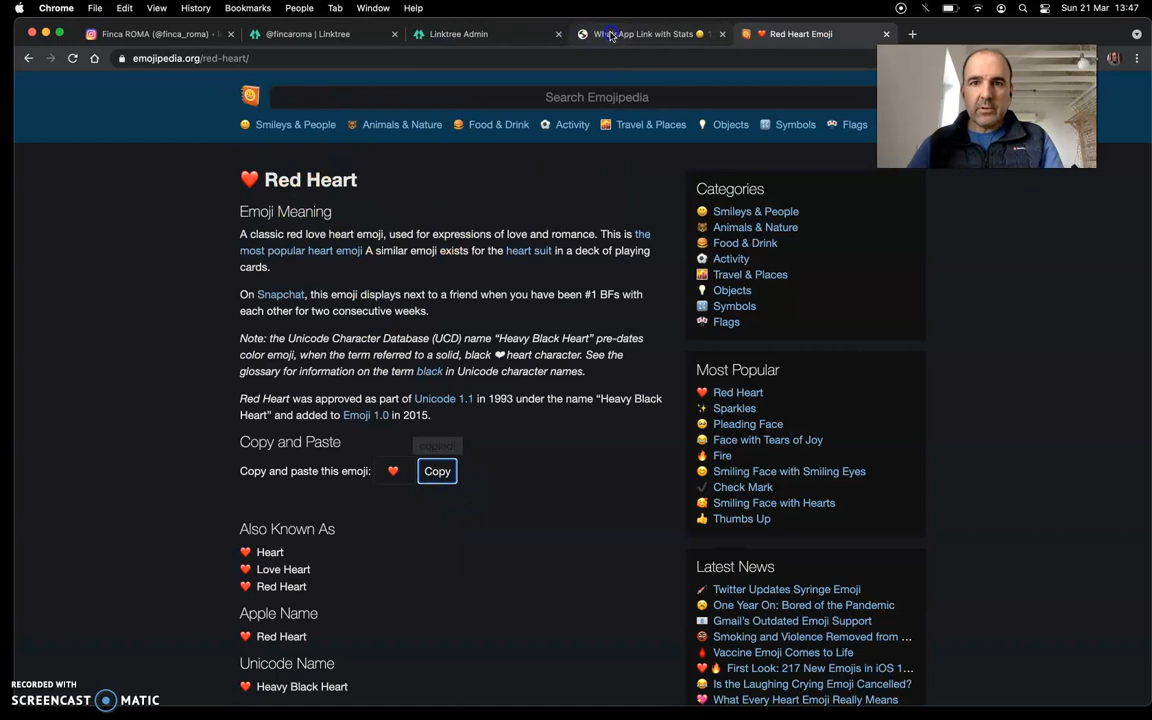 Chrome File Edit View History Bookmarks People Tab Window Help Sun 21 Mar 13:47
Finca ROMA (@finca_roma) · @fincaroma | Linktree Linktree Admin App Link with Stats Red Heart Emoji
emojipedia.org/red-heart/
Search Emojipedia
Smileys & People Animals & Nature Food & Drink Activity Travel & Places Objects Symbols Flags
Red Heart
Emoji Meaning
A classic red love heart emoji, used for expressions of love and romance. This is the
most popular heart emoji A similar emoji exists for the heart suit in a deck of playing
cards.
On Snapchat, this emoji displays next to a friend when you have been #1 BFs with
each other for two consecutive weeks.
Note: the Unicode Character Database (UCD) name “Heavy Black Heart” pre-dates
color emoji, when the term referred to a solid, black ❤ heart character. See the
glossary for information on the term black in Unicode character names.
Red Heart was approved as part of Unicode 1.1 in 1993 under the name “Heavy Black
Heart” and added to Emoji 1.0 in 2015.
Copy and Paste
copied!
Copy and paste this emoji: ❤️ Copy
Also Known As
❤️ Heart
❤️ Love Heart
❤️ Red Heart
Apple Name
❤️ Red Heart
Unicode Name
❤️ Heavy Black Heart
Categories
Smileys & People
Animals & Nature
Food & Drink
Activity
Travel & Places
Objects
Symbols
Flags
Most Popular
Red Heart
Sparkles
Pleading Face
Face with Tears of Joy
Fire
Smiling Face with Smiling Eyes
Check Mark
Smiling Face with Hearts
Thumbs Up
Latest News
Twitter Updates Syringe Emoji
One Year On: Bored of the Pandemic
Gmail's Outdated Emoji Support
Smoking and Violence Removed from ...
Vaccine Emoji Comes to Life
First Look: 217 New Emojis in iOS 1...
Is the Laughing Crying Emoji Cancelled?
What Every Heart Emoji Really Means
RECORDED WITH
SCREENCAST MATIC